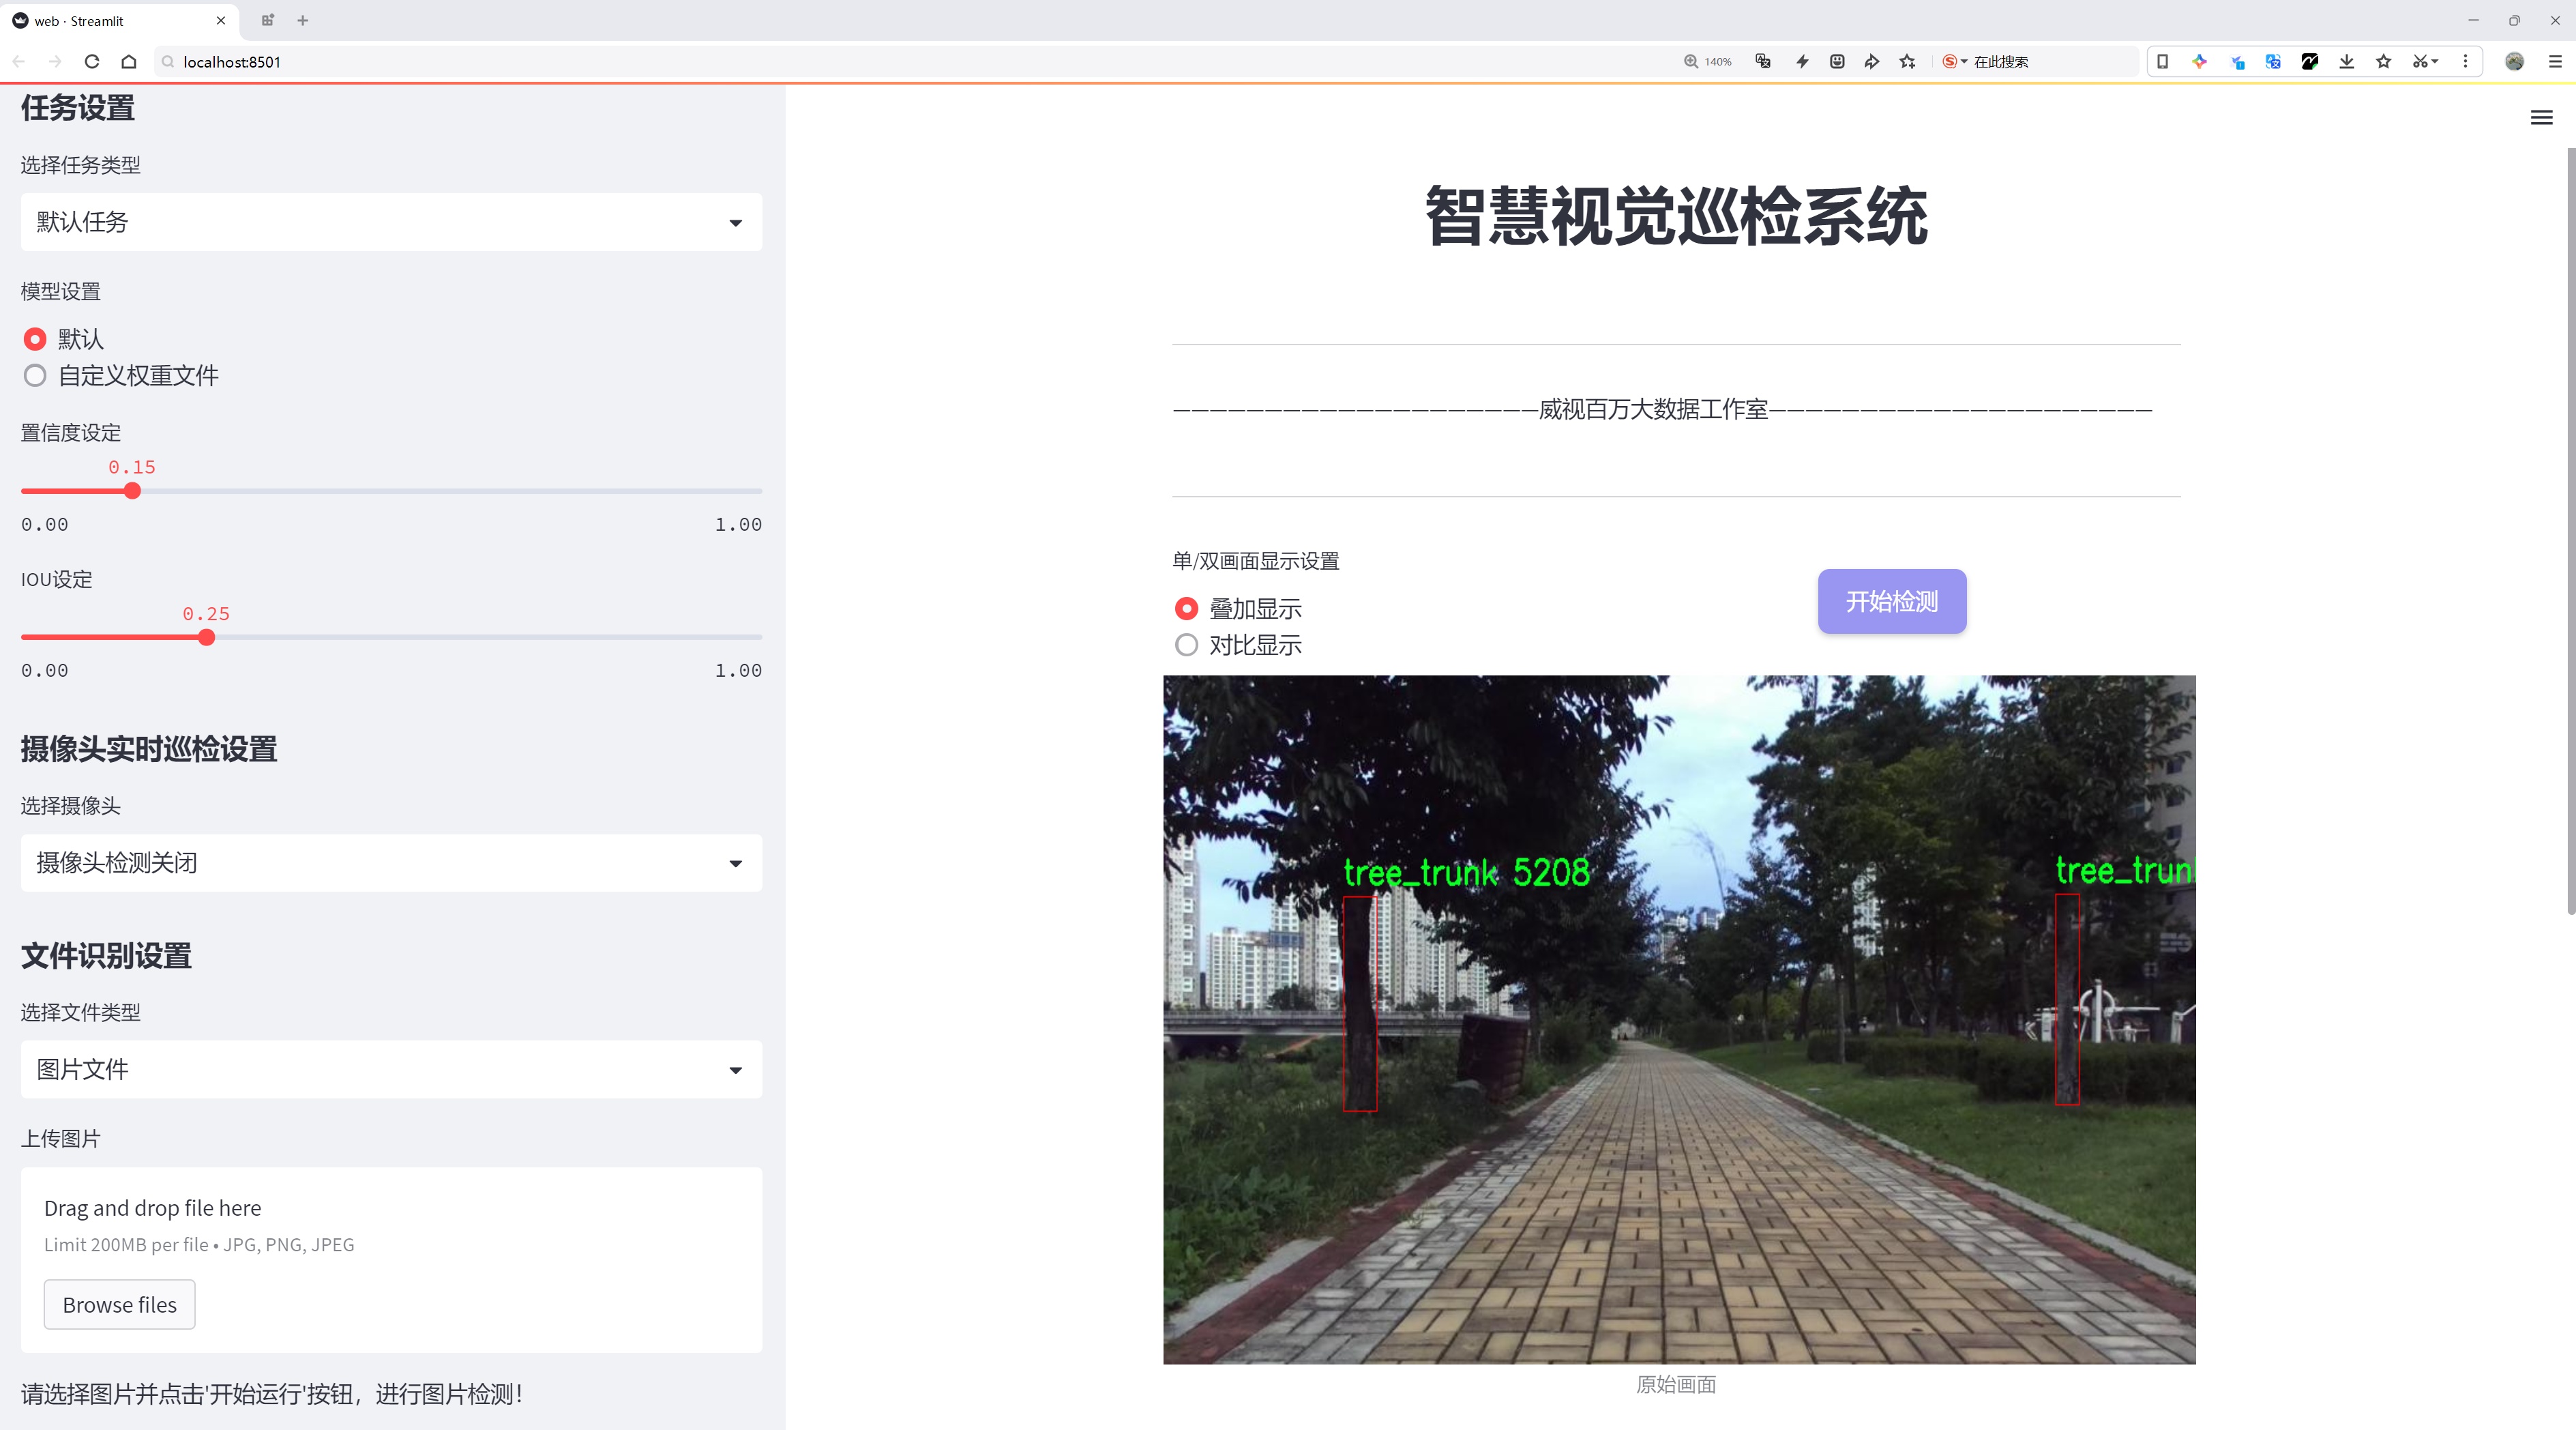 web · Streamlit
localhost:8501
140%
在此搜索
任务设置
选择任务类型
默认任务
模型设置
默认
自定义权重文件
置信度设定
0.15
0.00
1.00
IOU设定
0.25
0.00
1.00
摄像头实时巡检设置
选择摄像头
摄像头检测关闭
文件识别设置
选择文件类型
图片文件
上传图片
Drag and drop file here
Limit 200MB per file • JPG, PNG, JPEG
Browse files
请选择图片并点击'开始运行'按钮，进行图片检测！
智慧视觉巡检系统
————————————————————威视百万大数据工作室—————————————————————
单/双画面显示设置
叠加显示
对比显示
开始检测
tree_trunk 5208
tree_trun
原始画面